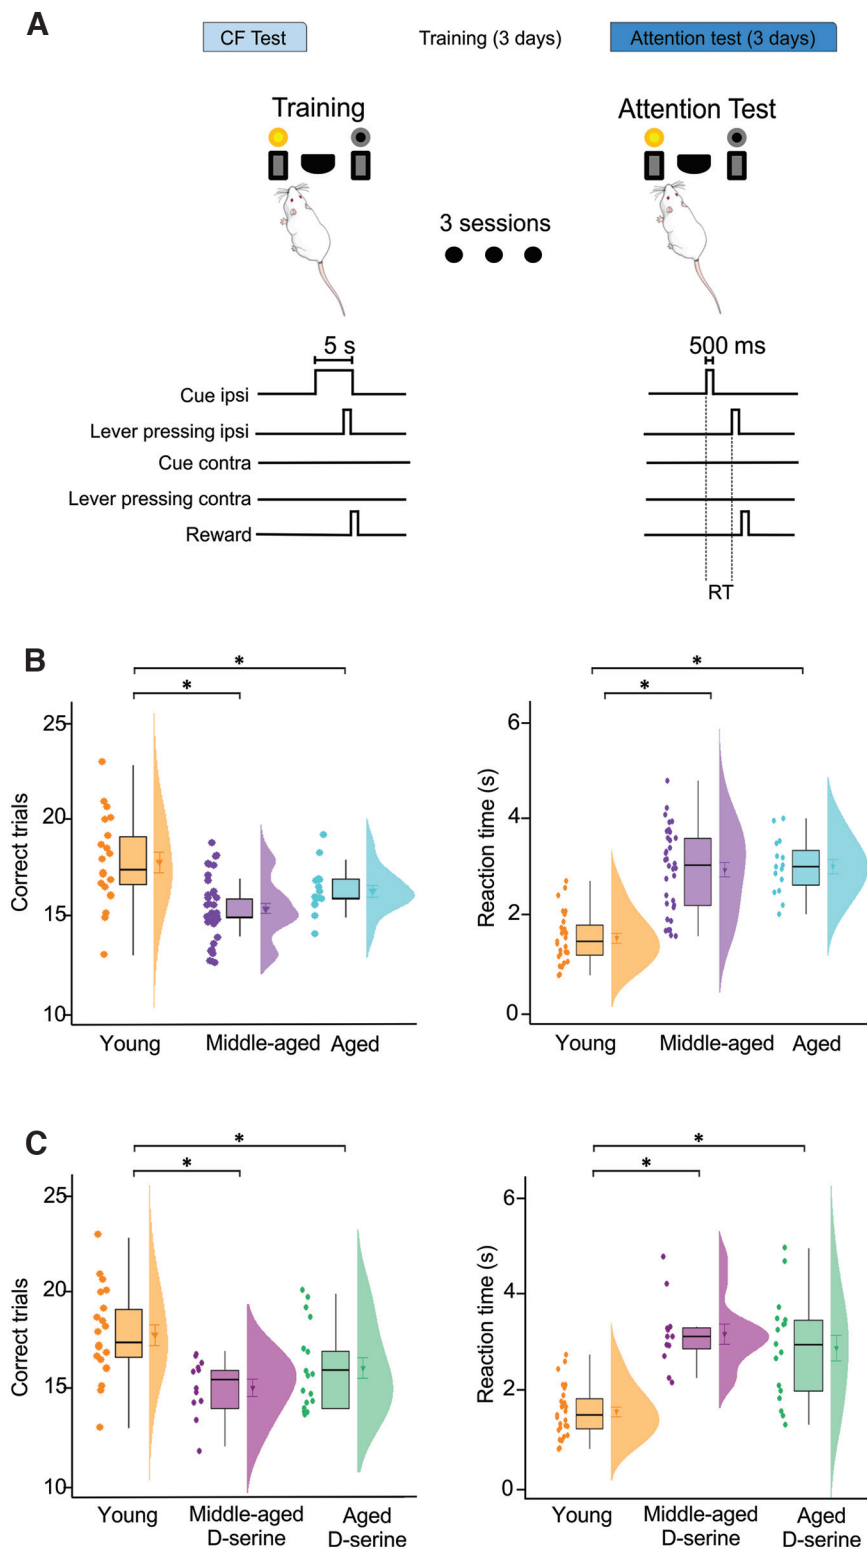 A
CF Test
Training (3 days)
Attention test (3 days)
Training
Attention Test
3 sessions
5 s
500 ms
Cue ipsi
Lever pressing ipsi
Cue contra
Lever pressing contra
Reward
RT
B
*
*
Correct trials
25
20
15
10
Young
Middle-aged
Aged
*
*
Reaction time (s)
6
4
2
0
Young
Middle-aged
Aged
C
*
*
Correct trials
25
20
15
10
Young
Middle-aged
D-serine
Aged
D-serine
*
*
Reaction time (s)
6
4
2
0
Young
Middle-aged
D-serine
Aged
D-serine